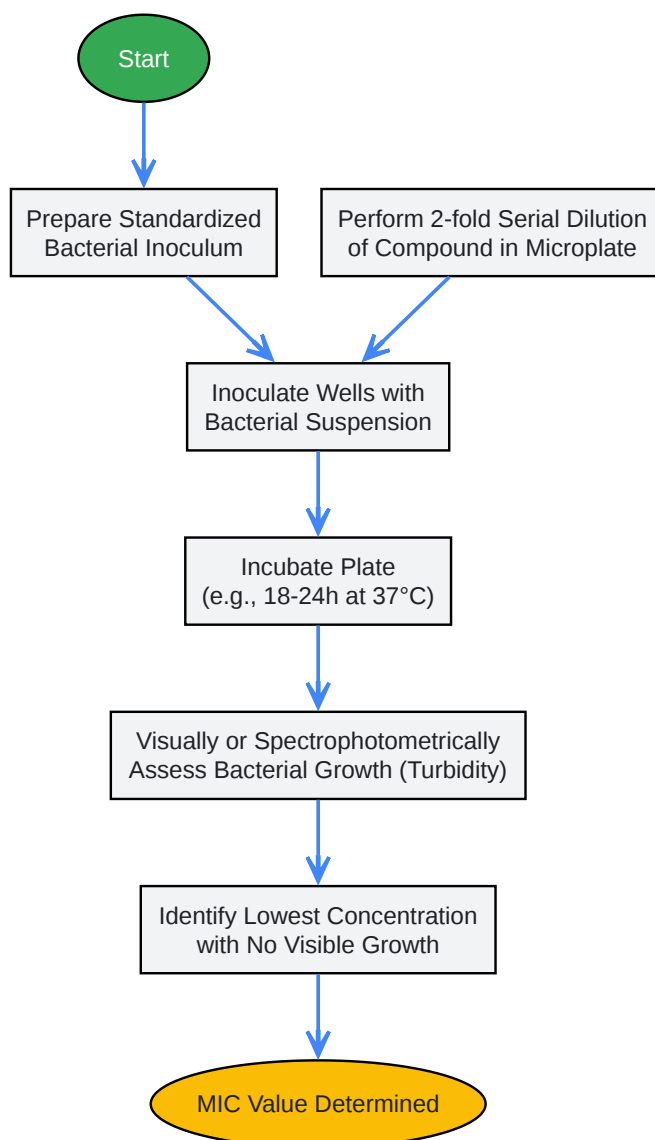 Start
Prepare Standardized
Bacterial Inoculum
Perform 2-fold Serial Dilution
of Compound in Microplate
Inoculate Wells with
Bacterial Suspension
Incubate Plate
(e.g., 18-24h at 37°C)
Visually or Spectrophotometrically
Assess Bacterial Growth (Turbidity)
Identify Lowest Concentration
with No Visible Growth
MIC Value Determined